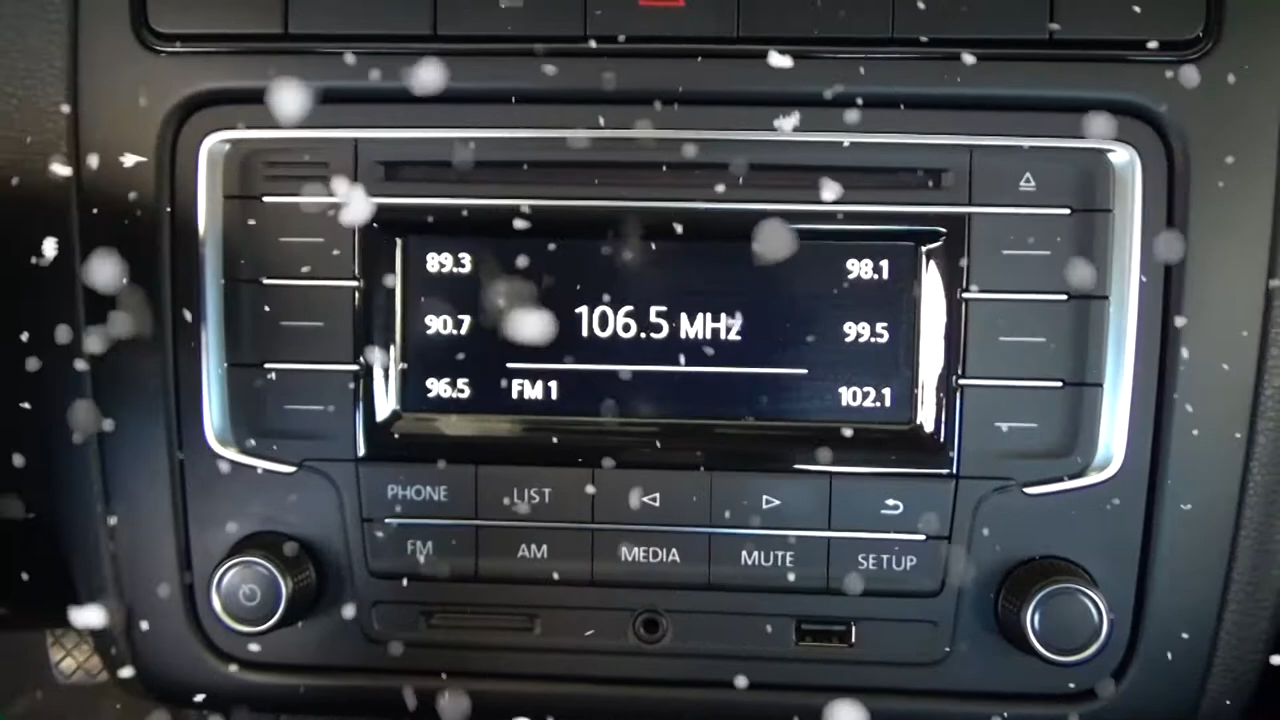 89.3
98.1
106.5 MHz
90.7
99.5
96.5
FM 1
102.1
PHONE
LIST
FM
AM
MEDIA
MUTE
SETUP